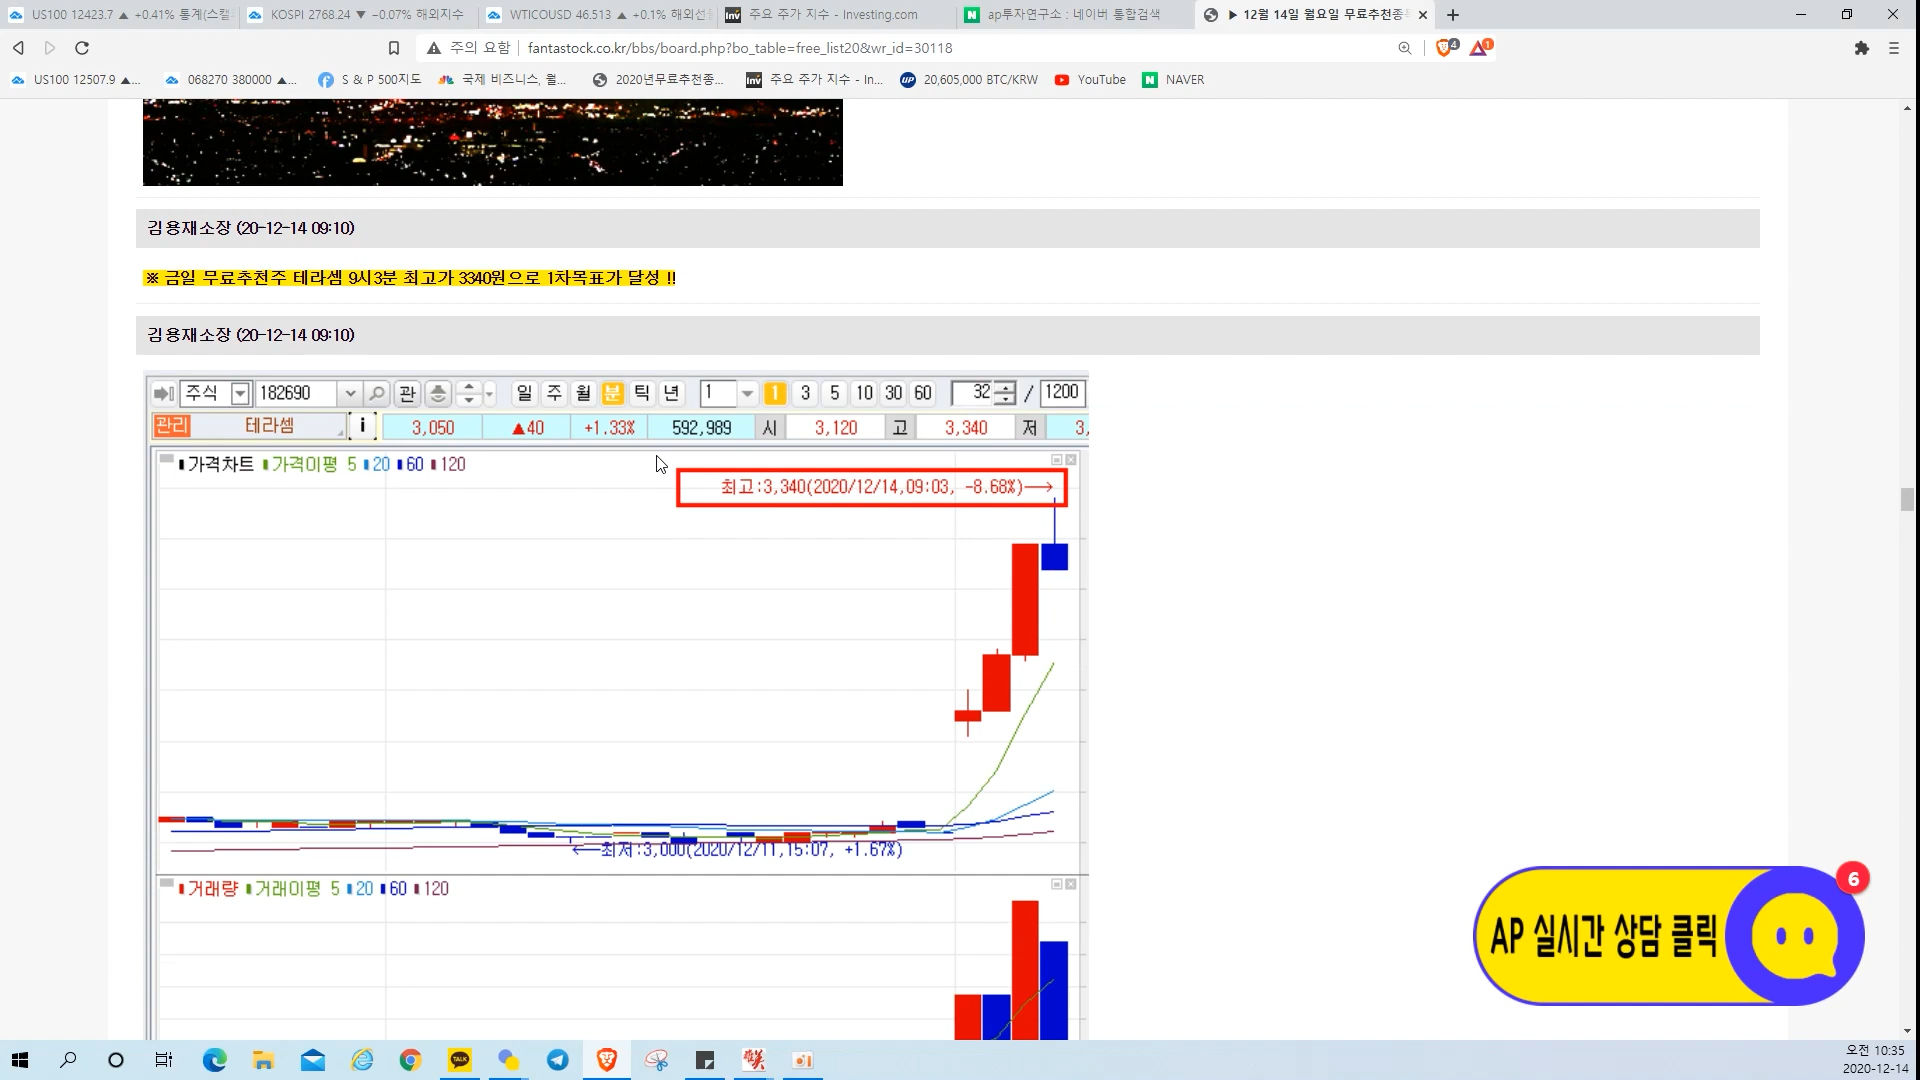 US100 12423.7 ▲ +0.41% 통계(스캘
KOSPI 2768.24 ▼ -0.07% 해외지수
WTICOUSD 46.513 ▲ +0.1% 해외선
주요 주가 지수 - Investing.com
ap투자연구소 : 네이버 통합검색
▶ 12월 14일 월요일 무료추천종
주의 요함
fantastock.co.kr/bbs/board.php?bo_table=free_list20&wr_id=30118
4
1
US100 12507.9 ▲...
068270 380000 ▲...
S & P 500지도
국제 비즈니스, 월...
2020년무료추천종...
주요 주가 지수 - In...
20,605,000 BTC/KRW
YouTube
NAVER
김용재소장 (20-12-14 09:10)
※ 금일 무료추천주 테라셈 9시3분 최고가 3340원으로 1차목표가 달성 !!
김용재소장 (20-12-14 09:10)
주식 182690 관 일 주 월 분 틱 년 1 1 3 5 10 30 60 32 / 1200
관리 테라셈 i 3,050 ▲40 +1.33% 592,989 시 3,120 고 3,340 저 3,
가격차트 가격이평 5 20 60 120
최고:3,340(2020/12/14,09:03, -8.68%)→
←최저:3,000(2020/12/11,15:07, +1.67%)
거래량 거래이평 5 20 60 120
6
AP 실시간 상담 클릭
TALK
오전 10:35
2020-12-14